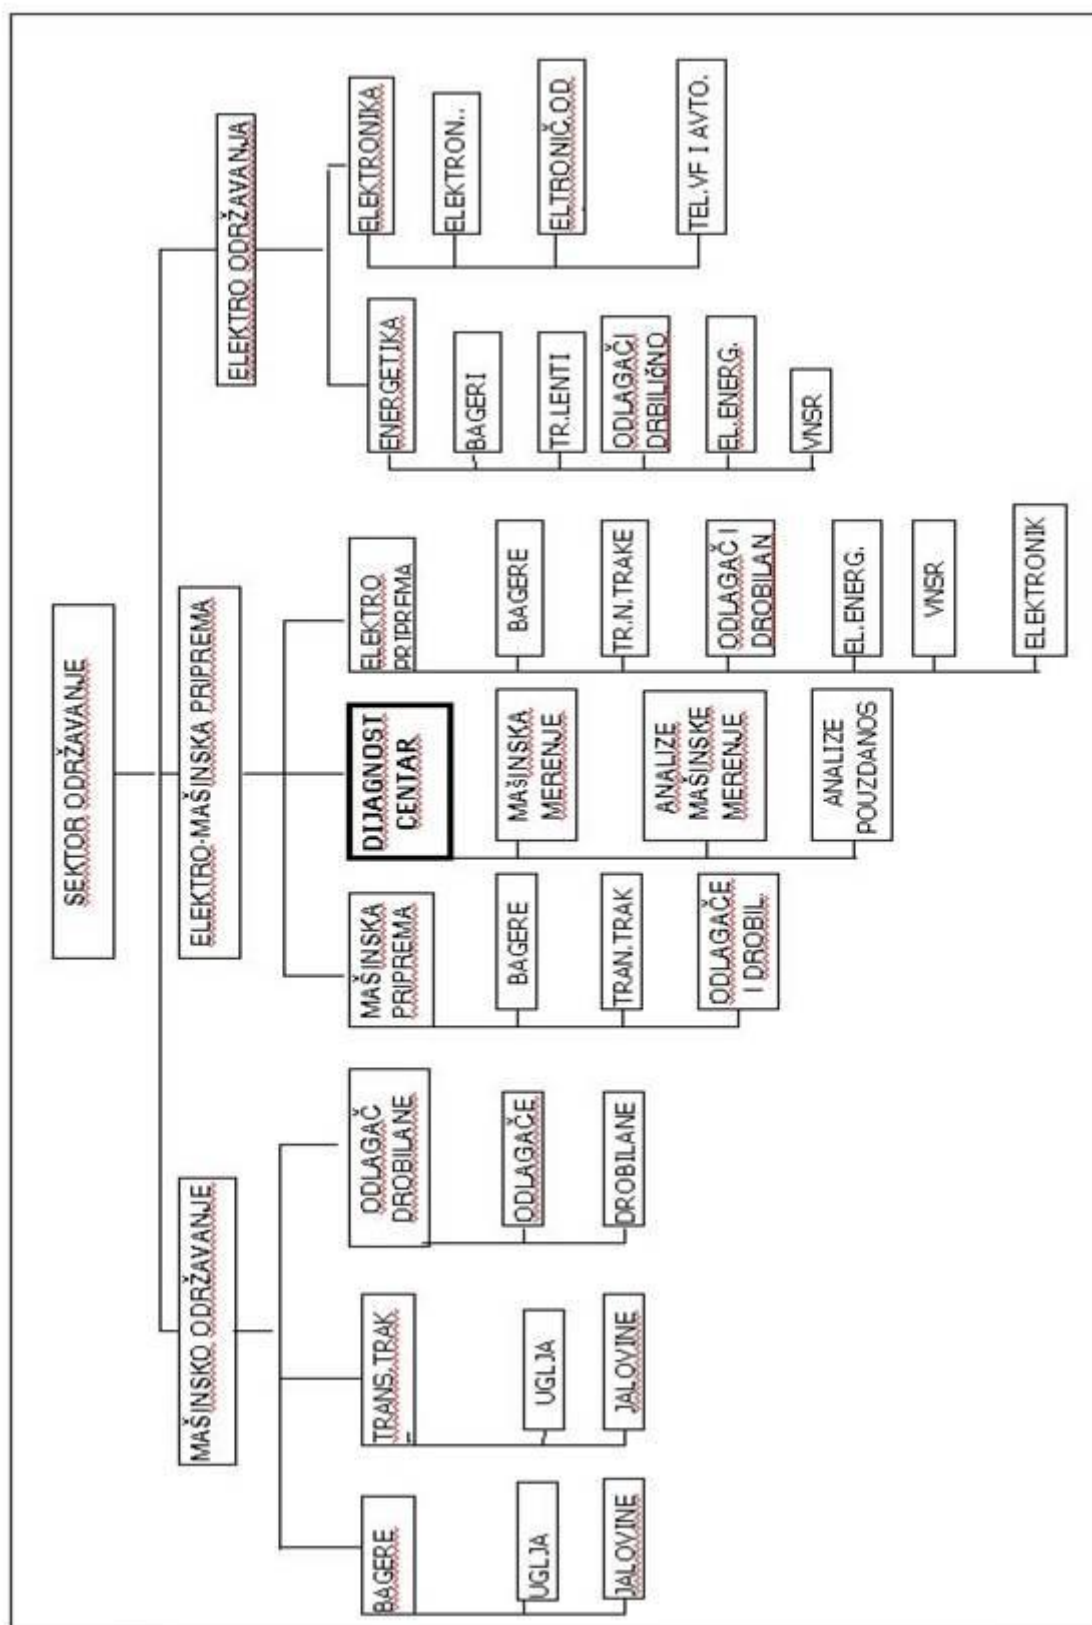 SEKTOR ODRŽAVANJE
MAŠINSKO ODRŽAVANJE
ELEKTRO-MAŠINSKA PRIPREMA
ELEKTRO ODRŽAVANJA
BAGERE
UGLJA
JALOVINE
TRANS.TRAK
UGLJA
JALOVINE
ODLAGAČ
DROBILANE
ODLAGAČE
DROBILANE
MAŠINSKA
PRIPREMA
BAGERE
TRAN.TRAK
ODLAGAČE
I DROBIL.
DIJAGNOST
CENTAR
MAŠINSKA
MERENJE
ANALIZE
MAŠINSKE
MERENJE
ANALIZE
POUZDANOS
ELEKTRO
PRIPREMA
BAGERE
TR.N.TRAKE
ODLAGAČ I
DROBILAN
EL.ENERG.
VNSR
ELEKTRONIK
ENERGETIKA
BAGERI
TR.LENTI
ODLAGAČI
DRBILIčNO
EL.ENERG.
VNSR
ELEKTRONIKA
ELEKTRON..
ELTRONIČ.OD
TEL.VF I AVTO.